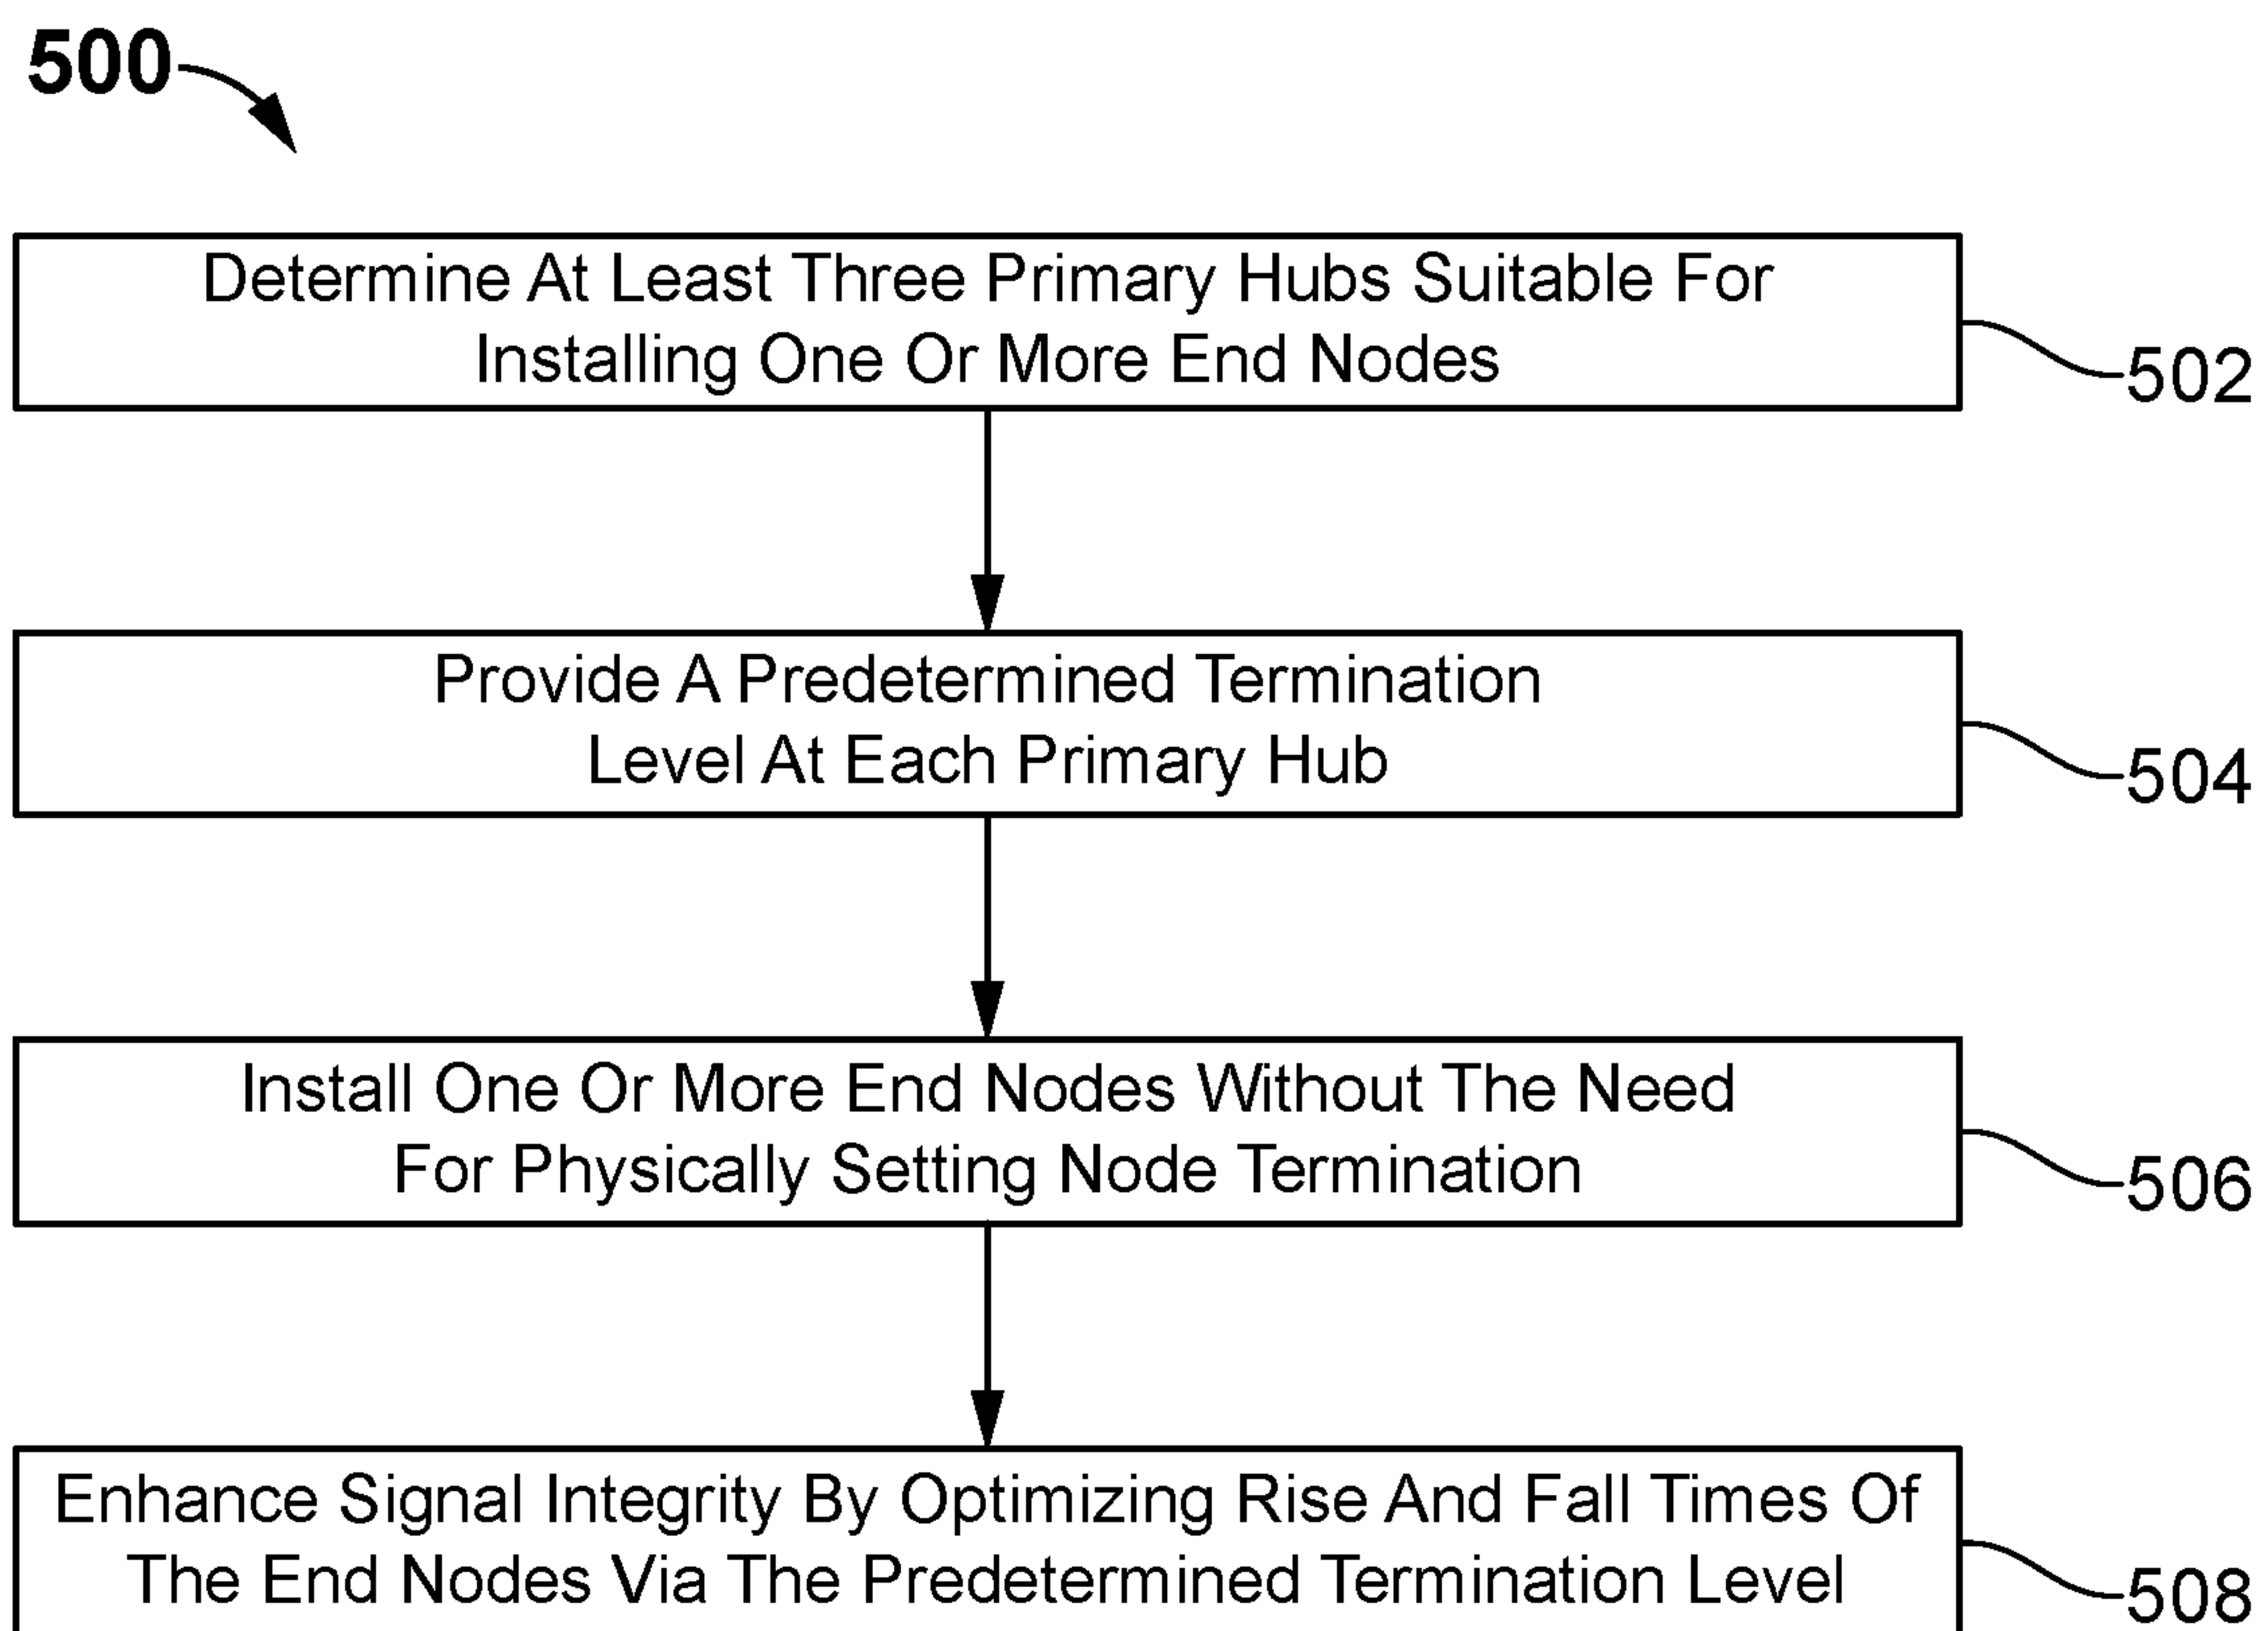 500
Determine At Least Three Primary Hubs Suitable For
Installing One Or More End Nodes
502
Provide A Predetermined Termination
Level At Each Primary Hub
504
Install One Or More End Nodes Without The Need
For Physically Setting Node Termination
506
Enhance Signal Integrity By Optimizing Rise And Fall Times Of
The End Nodes Via The Predetermined Termination Level
508